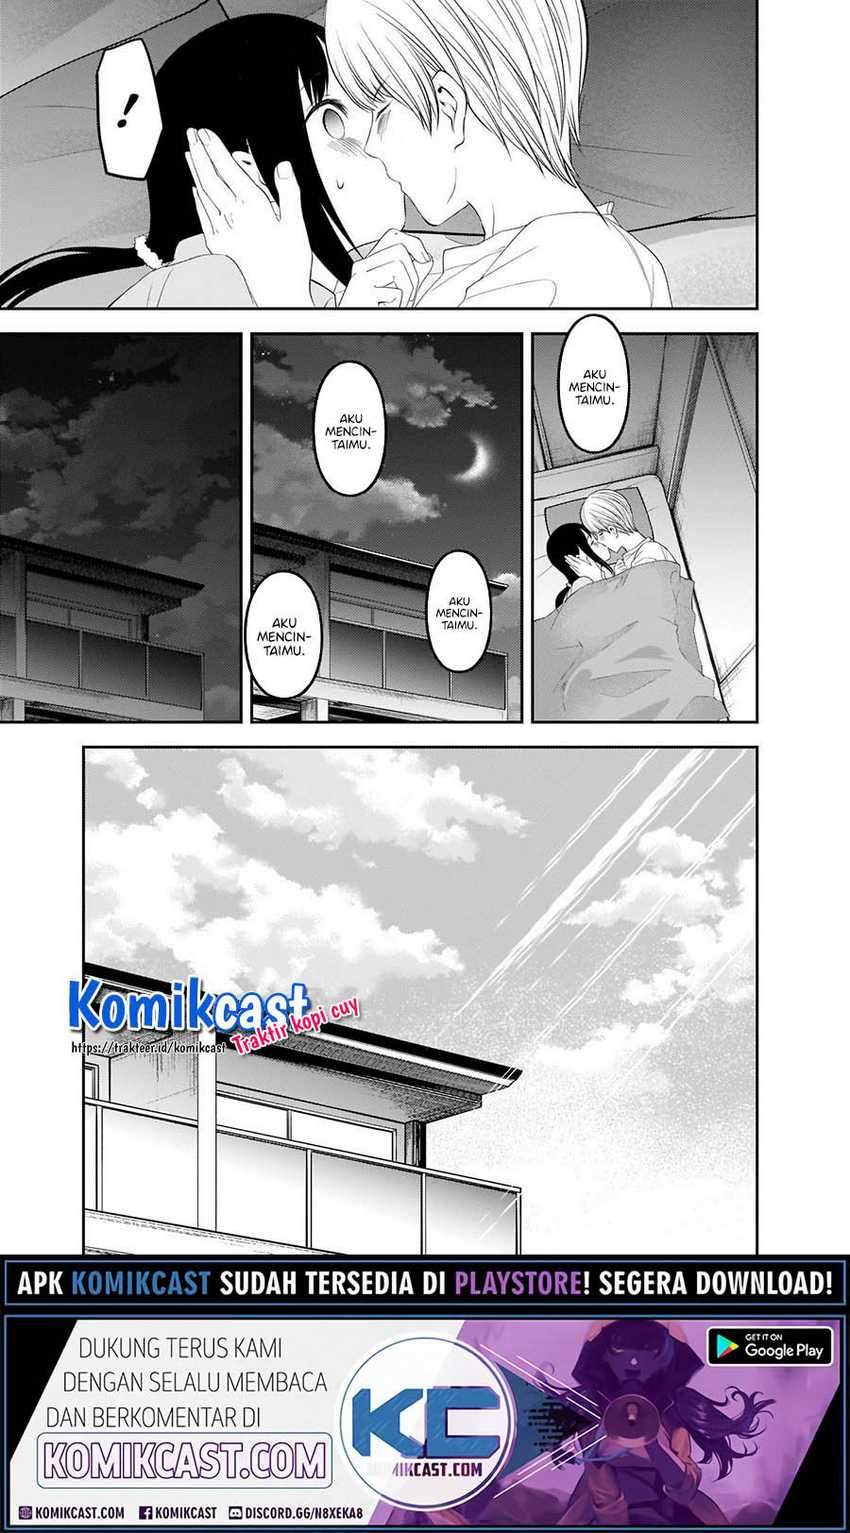 !
AKU
MENCIN-
TAIMU.
AKU
MENCIN-
TAIMU.
AKU
MENCIN-
TAIMU.
AKU
MENCIN-
TAIMU.
Komikcast
Traktir kopi cuy
https://trakteer.id/komikcast
APK KOMIKCAST SUDAH TERSEDIA DI PLAYSTORE! SEGERA DOWNLOAD!
DUKUNG TERUS KAMI
DENGAN SELALU MEMBACA
DAN BERKOMENTAR DI
KOMIKCAST.COM
KOMIKCAST.COM
KOMIKCAST
DISCORD.GG/N8XEKA8
KC
KOMIKCAST.COM
GET IT ON
Google Play